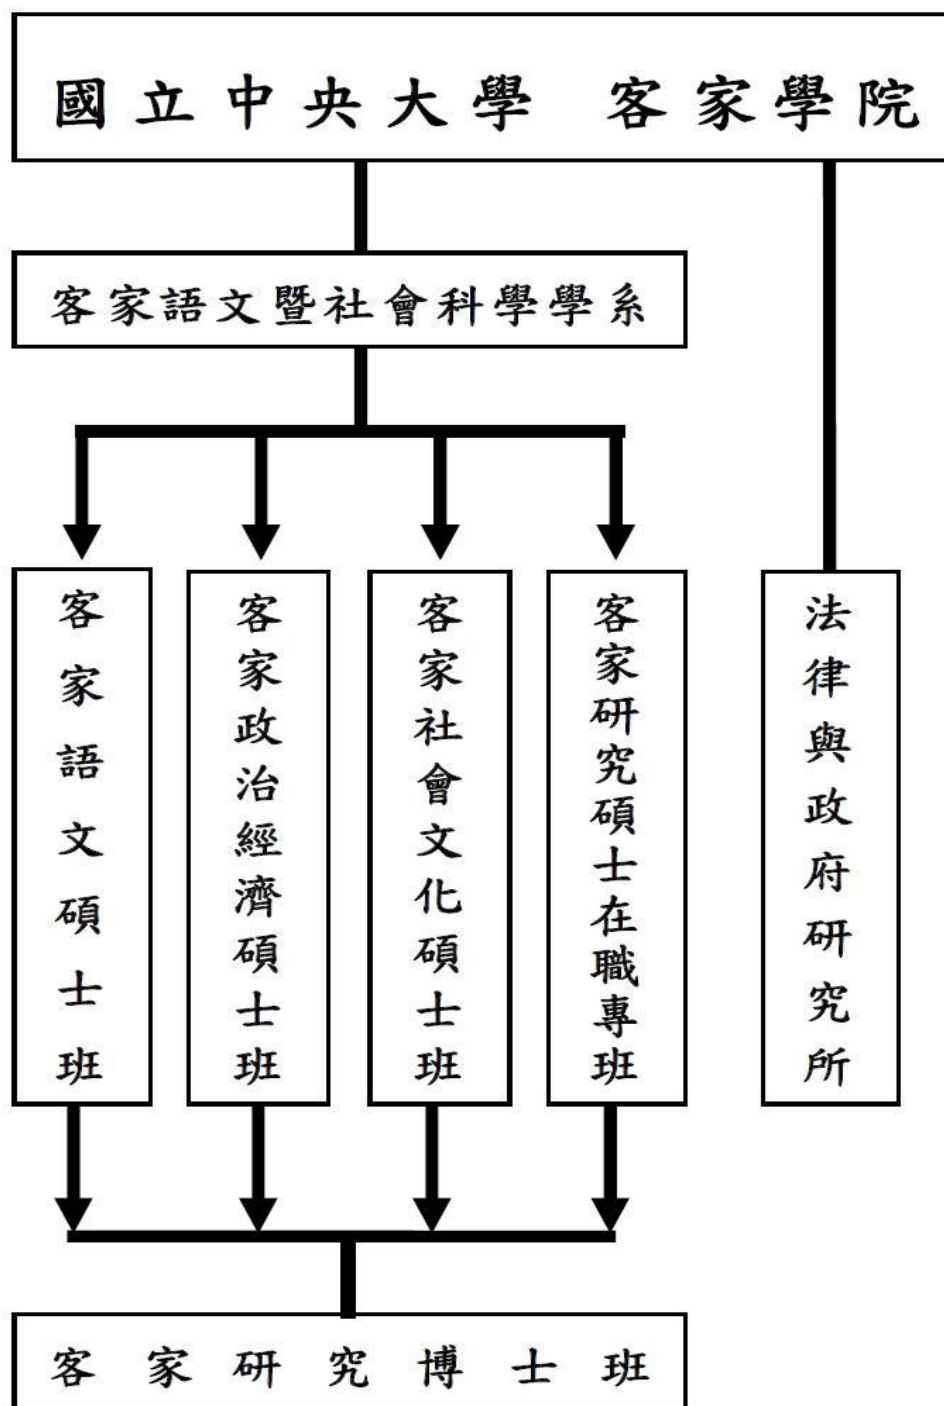 國立中央大學 客家學院
客家語文暨社會科學學系
客家語文碩士班
客家政治經濟碩士班
客家社會文化碩士班
客家研究碩士在職專班
法律與政府研究所
客家研究博士班